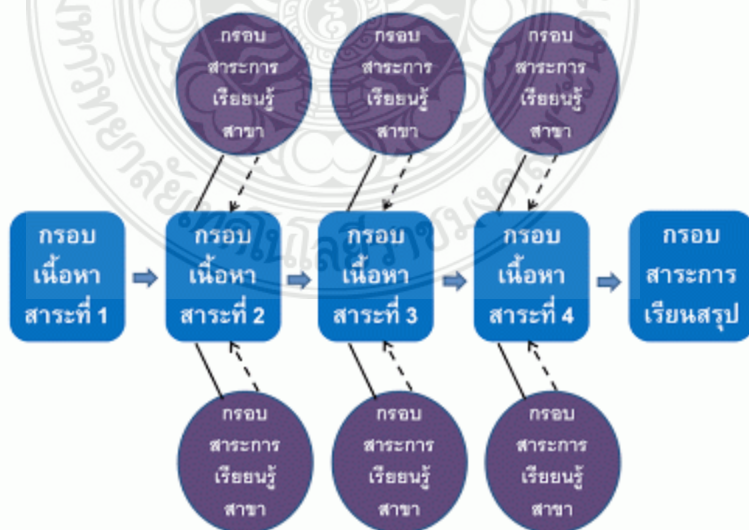 กรอบ
สาระการ
เรียยนรู้
สาขา
กรอบ
สาระการ
เรียยนรู้
สาขา
กรอบ
สาระการ
เรียยนรู้
สาขา
กรอบ
เนื้อหา
สาระที่ 1
กรอบ
เนื้อหา
สาระที่ 2
กรอบ
เนื้อหา
สาระที่ 3
กรอบ
เนื้อหา
สาระที่ 4
กรอบ
สาระการ
เรียนสรุป
กรอบ
สาระการ
เรียยนรู้
สาขา
กรอบ
สาระการ
เรียยนรู้
สาขา
กรอบ
สาระการ
เรียยนรู้
สาขา